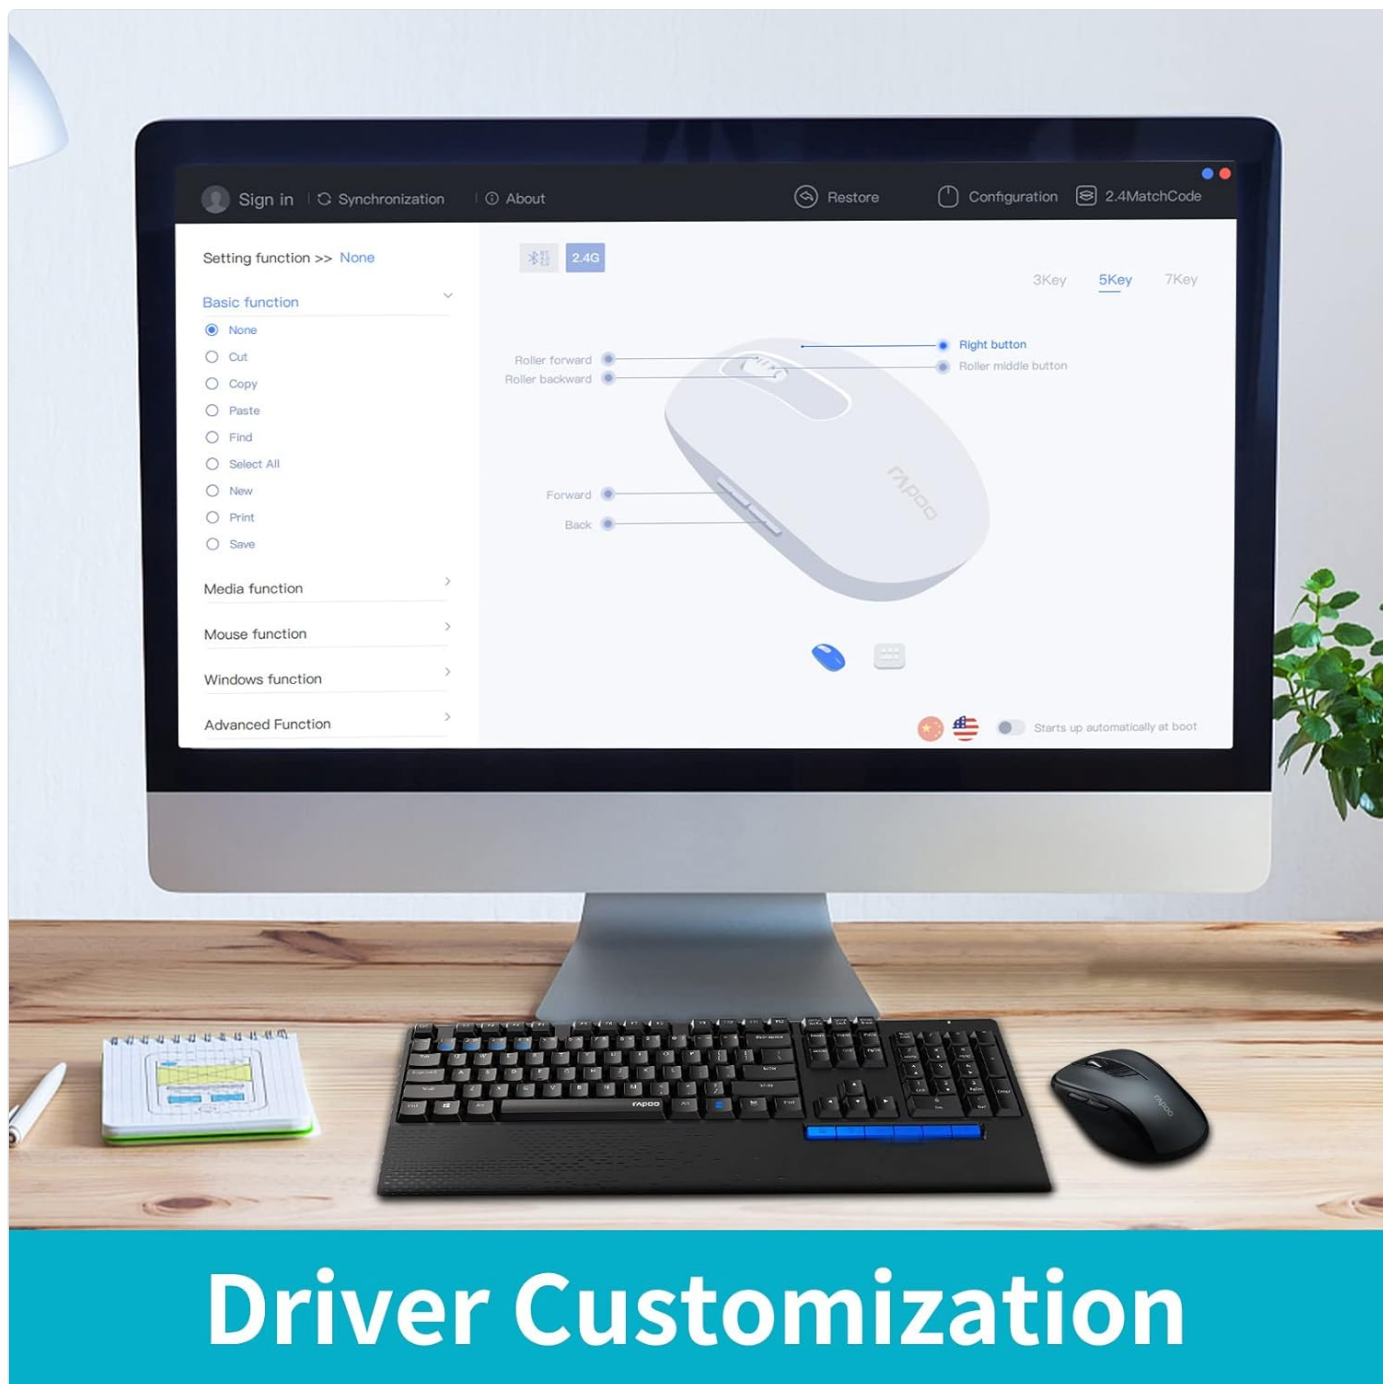 Sign in
Synchronization
About
Restore
Configuration
2.4MatchCode
Setting function >> None
2.4G
3Key
5Key
7Key
Basic function
None
Cut
Copy
Paste
Find
Select All
New
Print
Save
Media function
Mouse function
Windows function
Advanced Function
Roller forward
Roller backward
Forward
Back
Right button
Roller middle button
rapoo
Starts up automatically at boot
rapoo
rapoo
Driver Customization